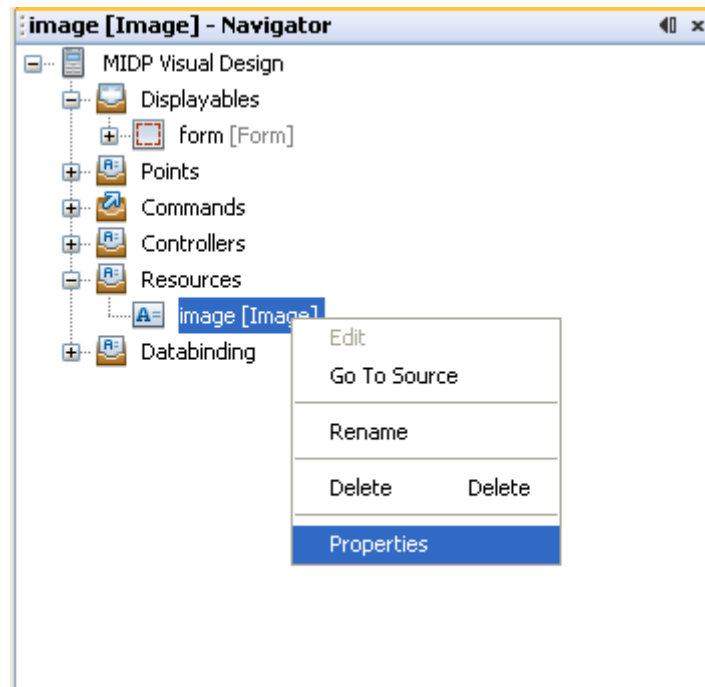 image [Image] - Navigator
MIDP Visual Design
Displayables
form [Form]
Points
Commands
Controllers
Resources
A= image [Image]
Databinding
Edit
Go To Source
Rename
Delete Delete
Properties